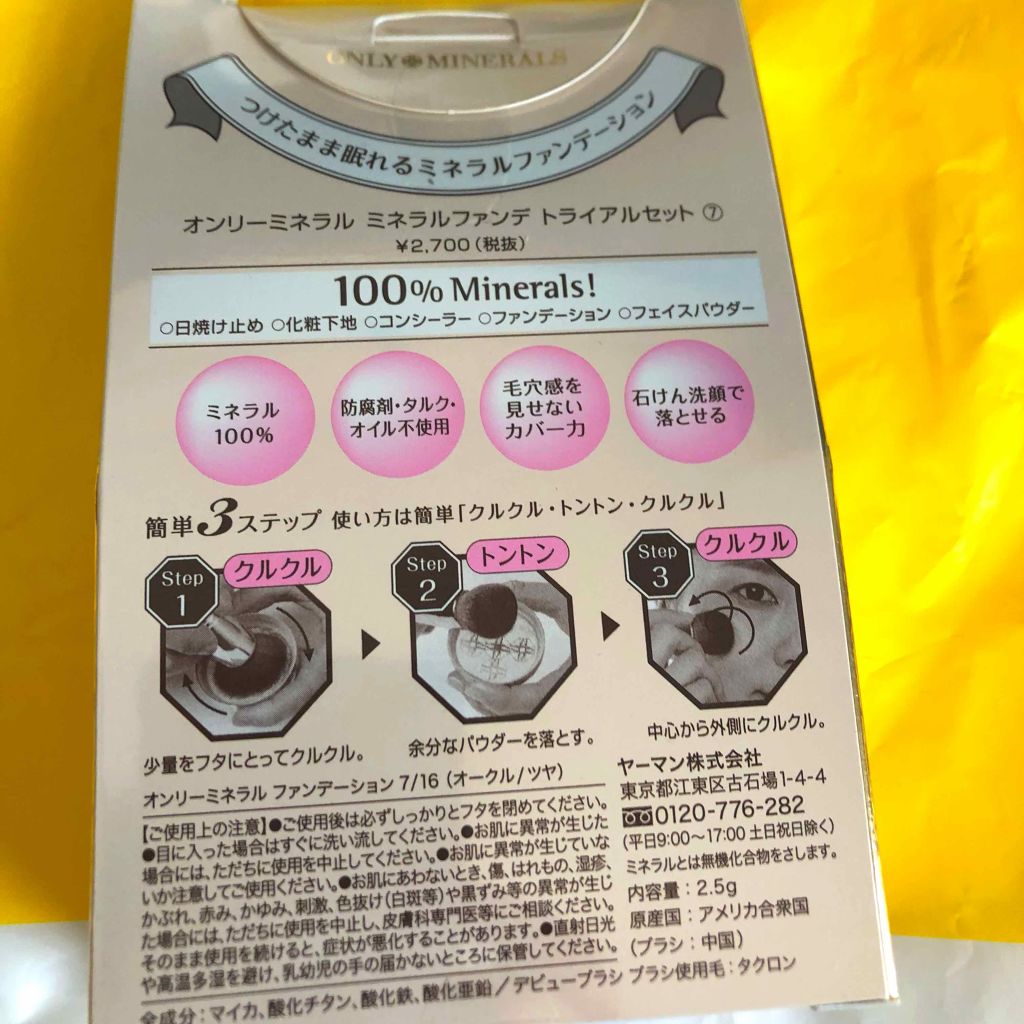 ONLY MINERALS
つけたまま眠れるミネラルファンデーション
オンリーミネラル ミネラルファンデ トライアルセット ⑦
¥2,700(税抜)
100% Minerals!
○日焼け止め ○化粧下地 ○コンシーラー ○ファンデーション ○フェイスパウダー
ミネラル
100%
防腐剤・タルク・
オイル不使用
毛穴感を
見せない
カバー力
石けん洗顔で
落とせる
簡単3ステップ 使い方は簡単「クルクル・トントン・クルクル」
Step 1 クルクル
Step 2 トントン
Step 3 クルクル
少量をフタにとってクルクル。
余分なパウダーを落とす。
中心から外側にクルクル。
オンリーミネラル ファンデーション 7/16 (オークル/ツヤ)
【ご使用上の注意】●ご使用後は必ずしっかりとフタを閉めてください。
●目に入った場合はすぐに洗い流してください。●お肌に異常が生じた
場合には、ただちに使用を中止してください。●お肌に異常が生じていな
いか注意してご使用ください。●お肌にあわないとき、傷、はれもの、湿疹、
かぶれ、赤み、かゆみ、刺激、色抜け(白斑等)や黒ずみ等の異常が生じ
た場合には、ただちに使用を中止し、皮膚科専門医等にご相談ください。
そのまま使用を続けると、症状が悪化することがあります。●直射日光
や高温多湿を避け、乳幼児の手の届かないところに保管してください。
ヤーマン株式会社
東京都江東区古石場1-4-4
0120-776-282
(平日9:00〜17:00 土日祝日除く)
ミネラルとは無機化合物をさします。
内容量：2.5g
原産国：アメリカ合衆国
(ブラシ：中国)
全成分：マイカ、酸化チタン、酸化鉄、酸化亜鉛/デビューブラシ ブラシ使用毛：タクロン